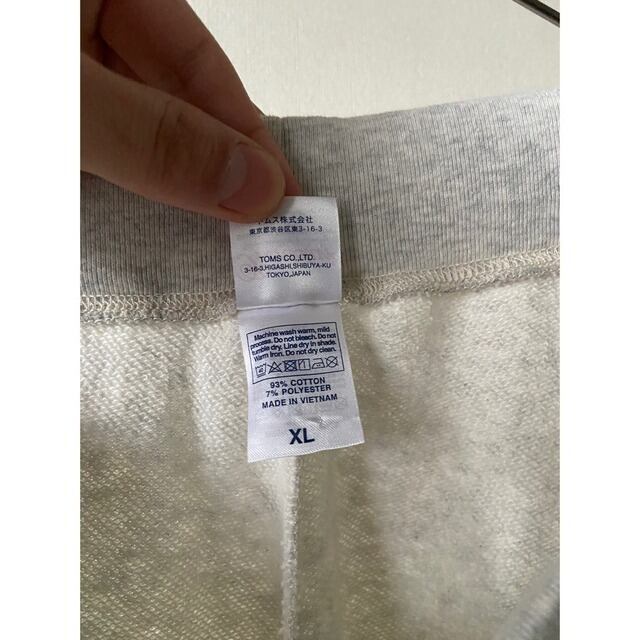 トムス株式会社
東京都渋谷区東3-16-3
TOMS CO.,LTD.
3-16-3,HIGASHI,SHIBUYA-KU
TOKYO,JAPAN
Machine wash warm, mild
process. Do not bleach. Do not
tumble dry. Line dry in shade.
Warm Iron. Do not dry clean.
93% COTTON
7% POLYESTER
MADE IN VIETNAM
XL